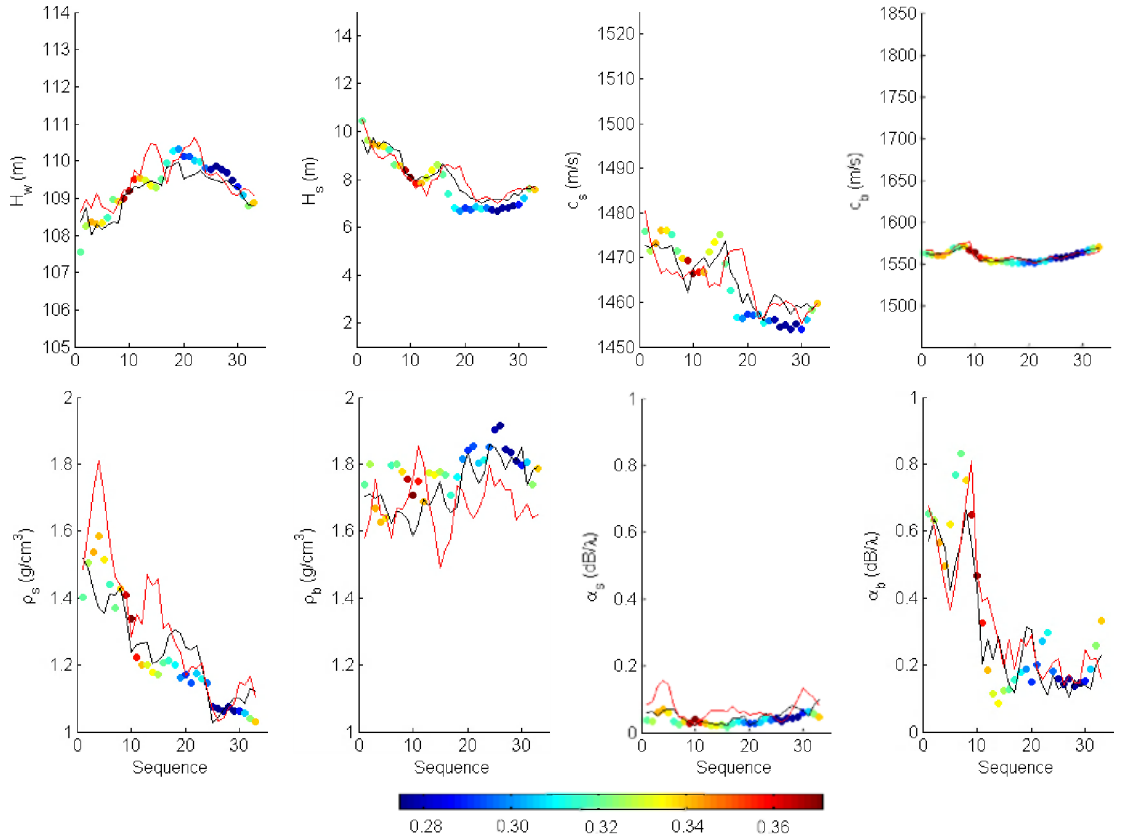 114
113
112
111
110
109
108
107
106
105
H_w (m)
0 10 20 30
14
12
10
8
6
4
2
H_s (m)
0 10 20 30
1520
1510
1500
1490
1480
1470
1460
1450
c_s (m/s)
0 10 20 30
1850
1800
1750
1700
1650
1600
1550
1500
c_b (m/s)
0 10 20 30
2
1.8
1.6
1.4
1.2
1
ρ_s (g/cm³)
0 10 20 30
Sequence
2
1.8
1.6
1.4
1.2
1
ρ_b (g/cm³)
0 10 20 30
Sequence
1
0.8
0.6
0.4
0.2
0
α_s (dB/λ)
0 10 20 30
Sequence
1
0.8
0.6
0.4
0.2
0
α_b (dB/λ)
0 10 20 30
Sequence
0.28 0.30 0.32 0.34 0.36